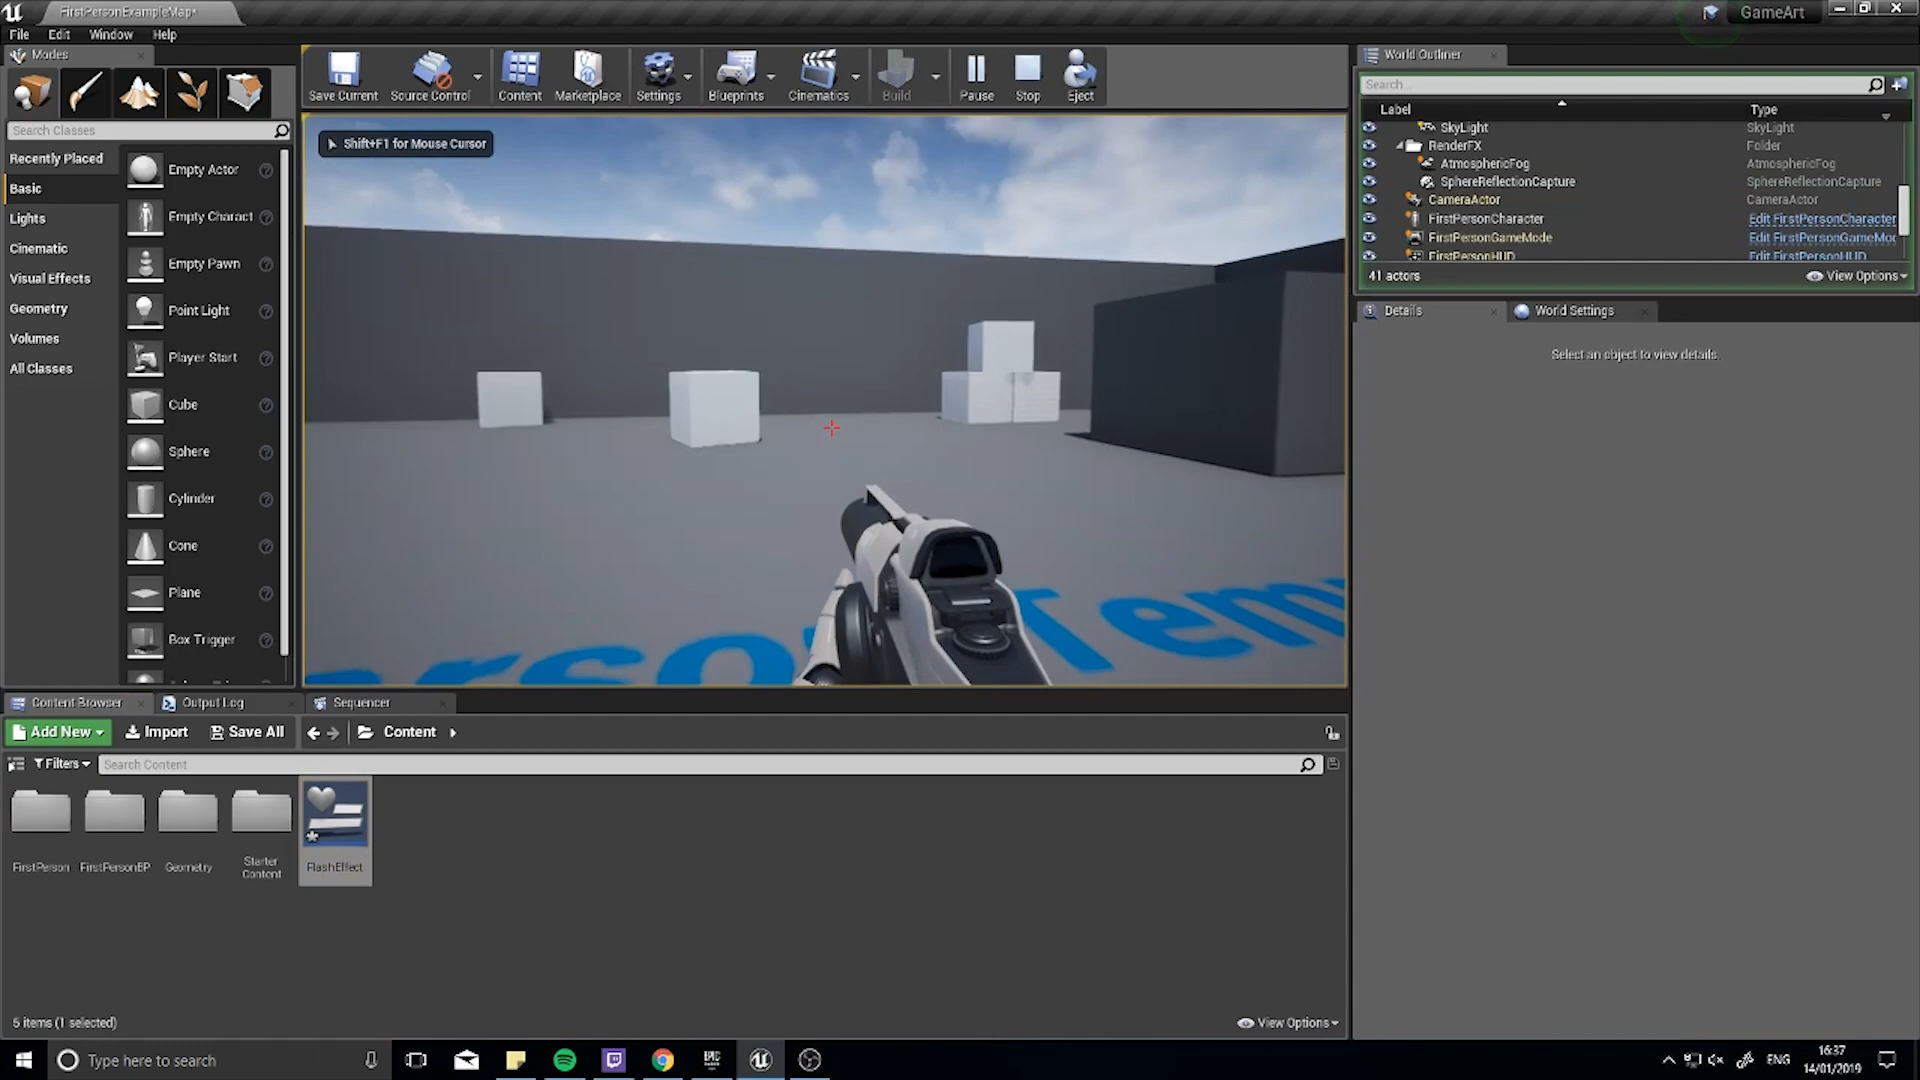 FirstPersonExampleMap*
GameArt
File Edit Window Help
Modes
Save Current
Source Control
Content
Marketplace
Settings
Blueprints
Cinematics
Build
Pause
Stop
Eject
Search Classes
Recently Placed
Basic
Lights
Cinematic
Visual Effects
Geometry
Volumes
All Classes
Empty Actor
Empty Charact
Empty Pawn
Point Light
Player Start
Cube
Sphere
Cylinder
Cone
Plane
Box Trigger
Shift+F1 for Mouse Cursor
World Outliner
Search...
Label Type
SkyLight SkyLight
RenderFX Folder
AtmosphericFog AtmosphericFog
SphereReflectionCapture SphereReflectionCapture
CameraActor CameraActor
FirstPersonCharacter Edit FirstPersonCharacter
FirstPersonGameMode Edit FirstPersonGameMo
FirstPersonHUD Edit FirstPersonHUD
41 actors View Options
Details World Settings
Select an object to view details.
Content Browser Output Log Sequencer
Add New Import Save All Content
Filters Search Content
FirstPerson
FirstPersonBP
Geometry
Starter
Content
FlashEffect
5 items (1 selected) View Options
Type here to search
ENG
16:37
14/01/2019